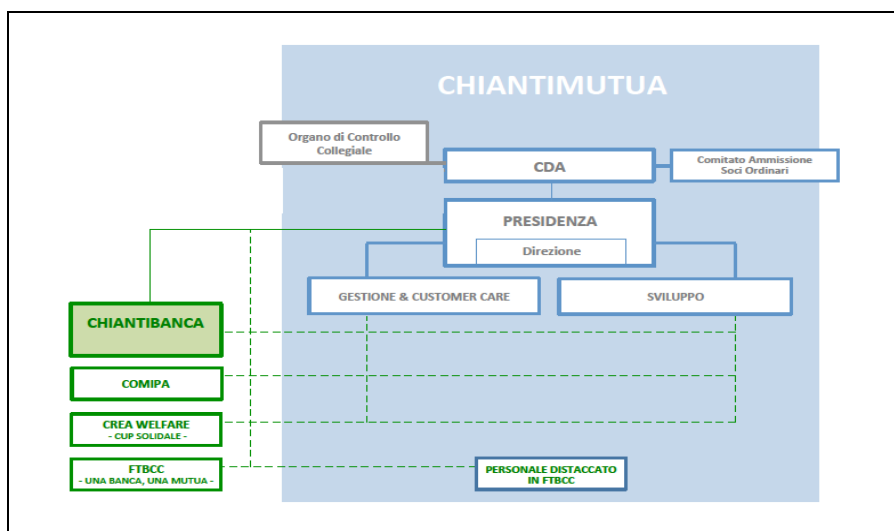 CHIANTIMUTUA
Organo di Controllo
Collegiale
CDA
Comitato Ammissione
Soci Ordinari
PRESIDENZA
Direzione
GESTIONE & CUSTOMER CARE
SVILUPPO
CHIANTIBANCA
COMIPA
CREA WELFARE
- CUP SOLIDALE -
FTBCC
- UNA BANCA, UNA MUTUA -
PERSONALE DISTACCATO
IN FTBCC